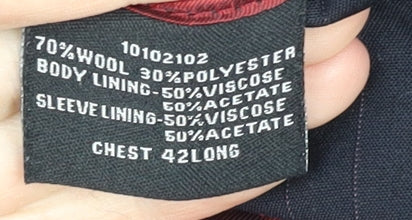 10102102
70%WOOL 30%POLYESTER
BODY LINING-50%VISCOSE
50%ACETATE
SLEEVE LINING-50%VISCOSE
50%ACETATE
CHEST 42LONG